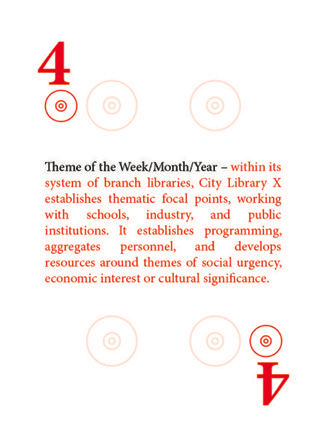 4
Theme of the Week/Month/Year – within its
system of branch libraries, City Library X
establishes thematic focal points, working
with schools, industry, and public
institutions. It establishes programming,
aggregates personnel, and develops
resources around themes of social urgency,
economic interest or cultural significance.
4